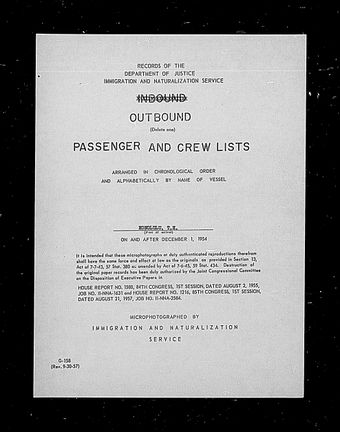 RECORDS OF THE
DEPARTMENT OF JUSTICE
IMMIGRATION AND NATURALIZATION SERVICE
INBOUND
OUTBOUND
(Delete one)
PASSENGER AND CREW LISTS
ARRANGED IN CHRONOLOGICAL ORDER
AND ALPHABETICALLY BY NAME OF VESSEL
HONOLULU, T.H.
(Port of entry)
ON AND AFTER DECEMBER 1, 1954
It is intended that these microphotographs or duly authenticated reproductions therefrom
shall have the same force and effect at law as the originals as provided in Section 13,
Act of 7-7-43, 57 Stat. 380 as amended by Act of 7-6-45, 59 Stat. 434. Destruction of
the original paper records has been duly authorized by the Joint Congressional Committee
on the Disposition of Executive Papers in
HOUSE REPORT NO. 1588, 84TH CONGRESS, 1ST SESSION, DATED AUGUST 2, 1955,
JOB NO. II-NNA-1631 and HOUSE REPORT NO. 1216, 85TH CONGRESS, 1ST SESSION,
DATED AUGUST 21, 1957, JOB NO. II-NNA-2584.
MICROPHOTOGRAPHED BY
IMMIGRATION AND NATURALIZATION
SERVICE
G-158
(Rev. 9-30-57)